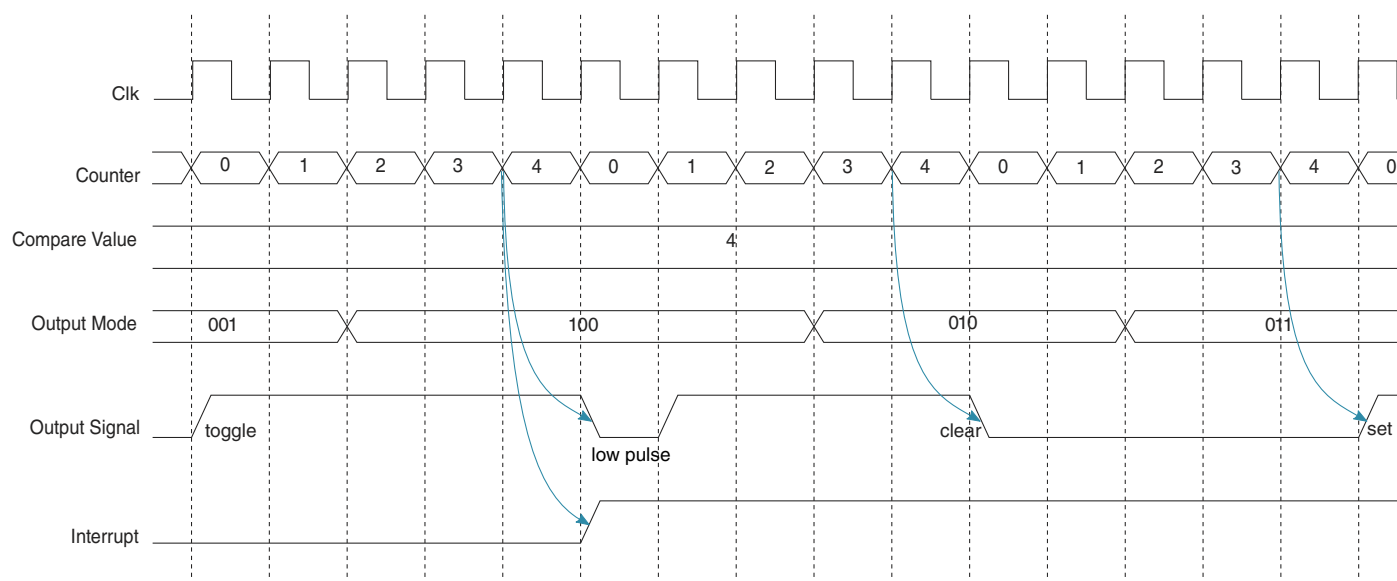 Clk
Counter 0 1 2 3 4 0 1 2 3 4 0 1 2 3 4 0
Compare Value 4
Output Mode 001 100 010 011
Output Signal toggle low pulse clear set
Interrupt